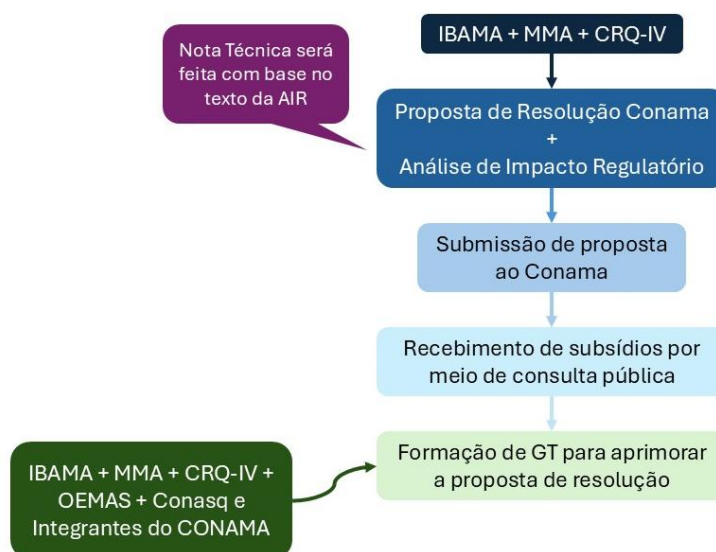 IBAMA + MMA + CRQ-IV
Nota Técnica será
feita com base no
texto da AIR
Proposta de Resolução Conama
+
Análise de Impacto Regulatório
Submissão de proposta
ao Conama
Recebimento de subsídios por
meio de consulta pública
Formação de GT para aprimorar
a proposta de resolução
IBAMA + MMA + CRQ-IV +
OEMAS + Conasq e
Integrantes do CONAMA